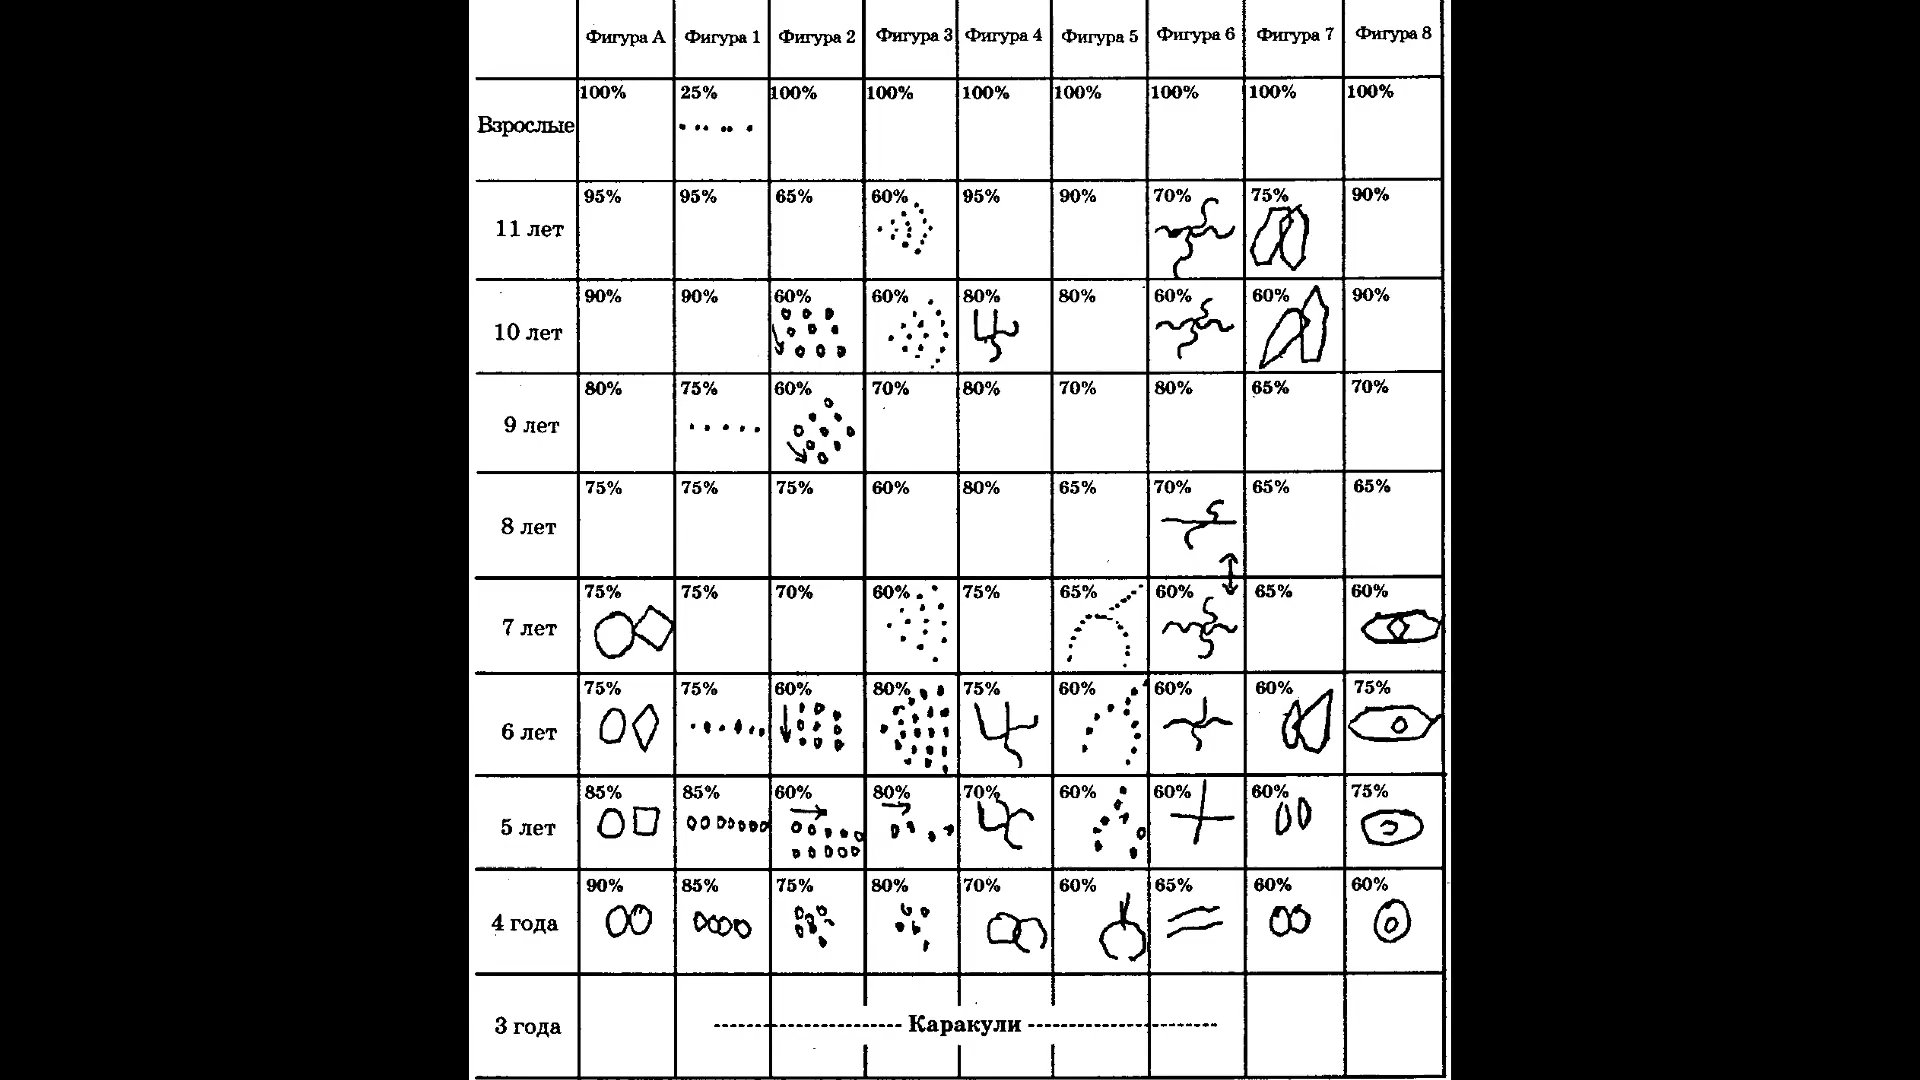 Фигура А Фигура 1 Фигура 2 Фигура 3 Фигура 4 Фигура 5 Фигура 6 Фигура 7 Фигура 8
Взрослые 100% 25% 100% 100% 100% 100% 100% 100% 100%
11 лет 95% 95% 65% 60% 95% 90% 70% 75% 90%
10 лет 90% 90% 60% 60% 80% 80% 60% 60% 90%
9 лет 80% 75% 60% 70% 80% 70% 80% 65% 70%
8 лет 75% 75% 75% 60% 80% 65% 70% 65% 65%
7 лет 75% 75% 70% 60% 75% 65% 60% 65% 60%
6 лет 75% 75% 60% 80% 75% 60% 60% 60% 75%
5 лет 85% 85% 60% 80% 70% 60% 60% 60% 75%
4 года 90% 85% 75% 80% 70% 60% 65% 60% 60%
3 года Каракули